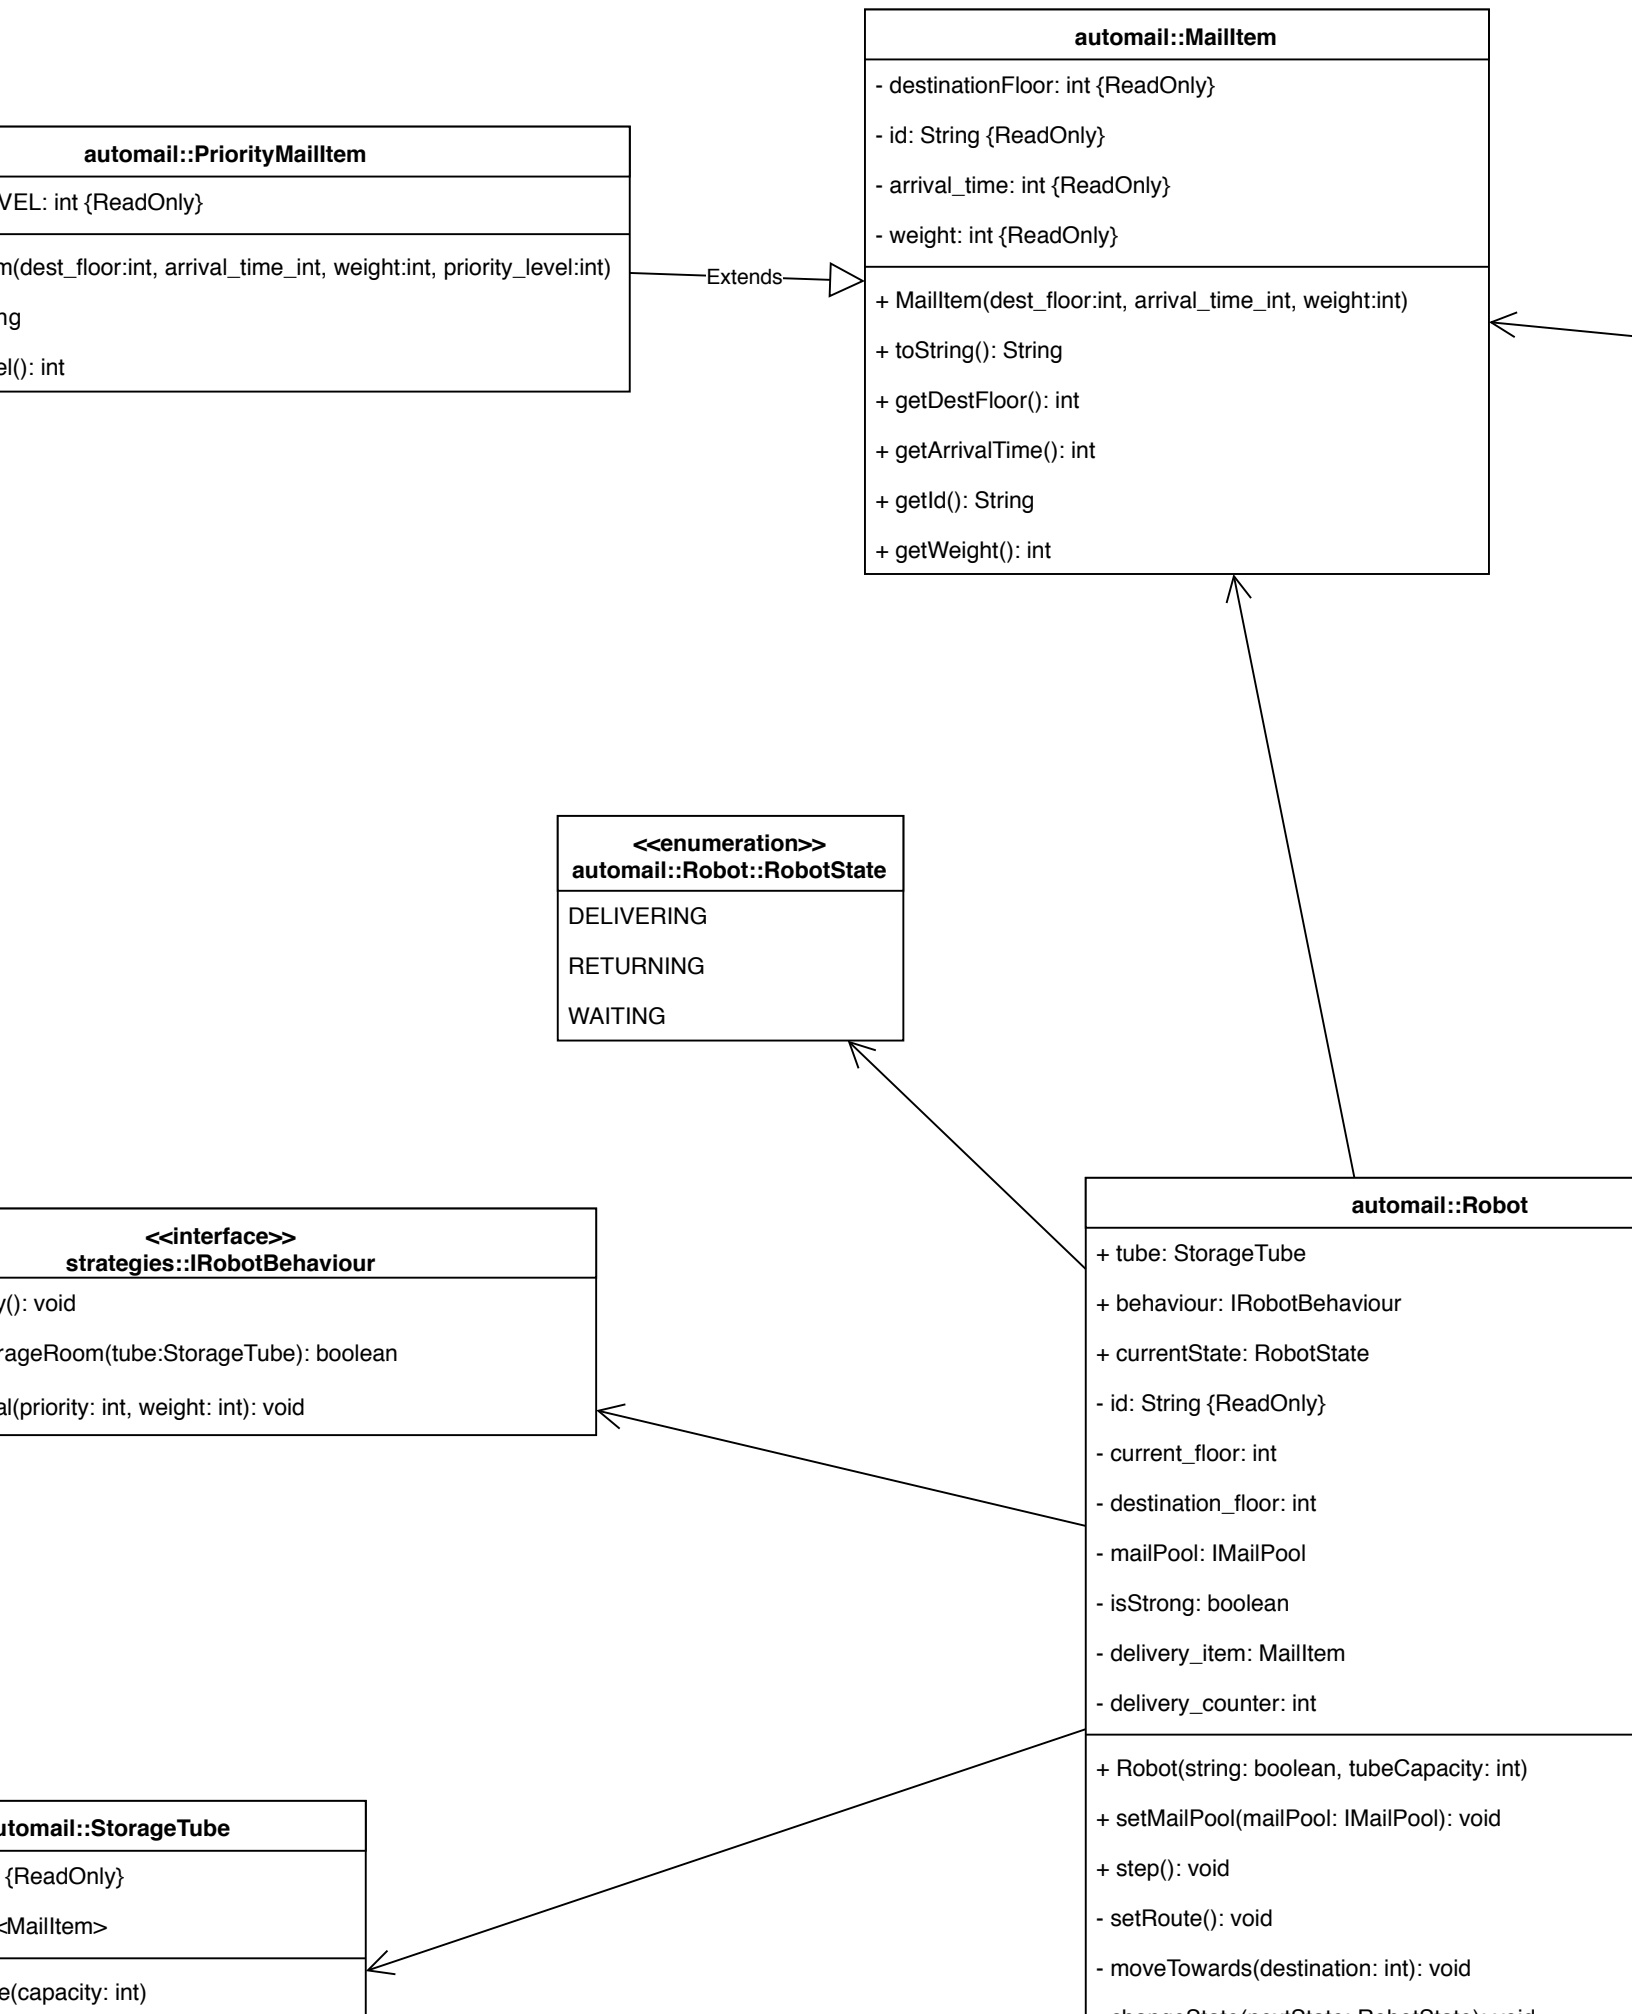 automail::MailItem
- destinationFloor: int {ReadOnly}
- id: String {ReadOnly}
- arrival_time: int {ReadOnly}
- weight: int {ReadOnly}
+ MailItem(dest_floor:int, arrival_time_int, weight:int)
+ toString(): String
+ getDestFloor(): int
+ getArrivalTime(): int
+ getId(): String
+ getWeight(): int
automail::PriorityMailItem
VEL: int {ReadOnly}
m(dest_floor:int, arrival_time_int, weight:int, priority_level:int)
ng
el(): int
Extends
<<enumeration>>
automail::Robot::RobotState
DELIVERING
RETURNING
WAITING
<<interface>>
strategies::IRobotBehaviour
y(): void
rageRoom(tube:StorageTube): boolean
al(priority: int, weight: int): void
automail::Robot
+ tube: StorageTube
+ behaviour: IRobotBehaviour
+ currentState: RobotState
- id: String {ReadOnly}
- current_floor: int
- destination_floor: int
- mailPool: IMailPool
- isStrong: boolean
- delivery_item: MailItem
- delivery_counter: int
+ Robot(string: boolean, tubeCapacity: int)
+ setMailPool(mailPool: IMailPool): void
+ step(): void
- setRoute(): void
- moveTowards(destination: int): void
- changeState(nextState: RobotState): void
utomail::StorageTube
{ReadOnly}
<MailItem>
e(capacity: int)